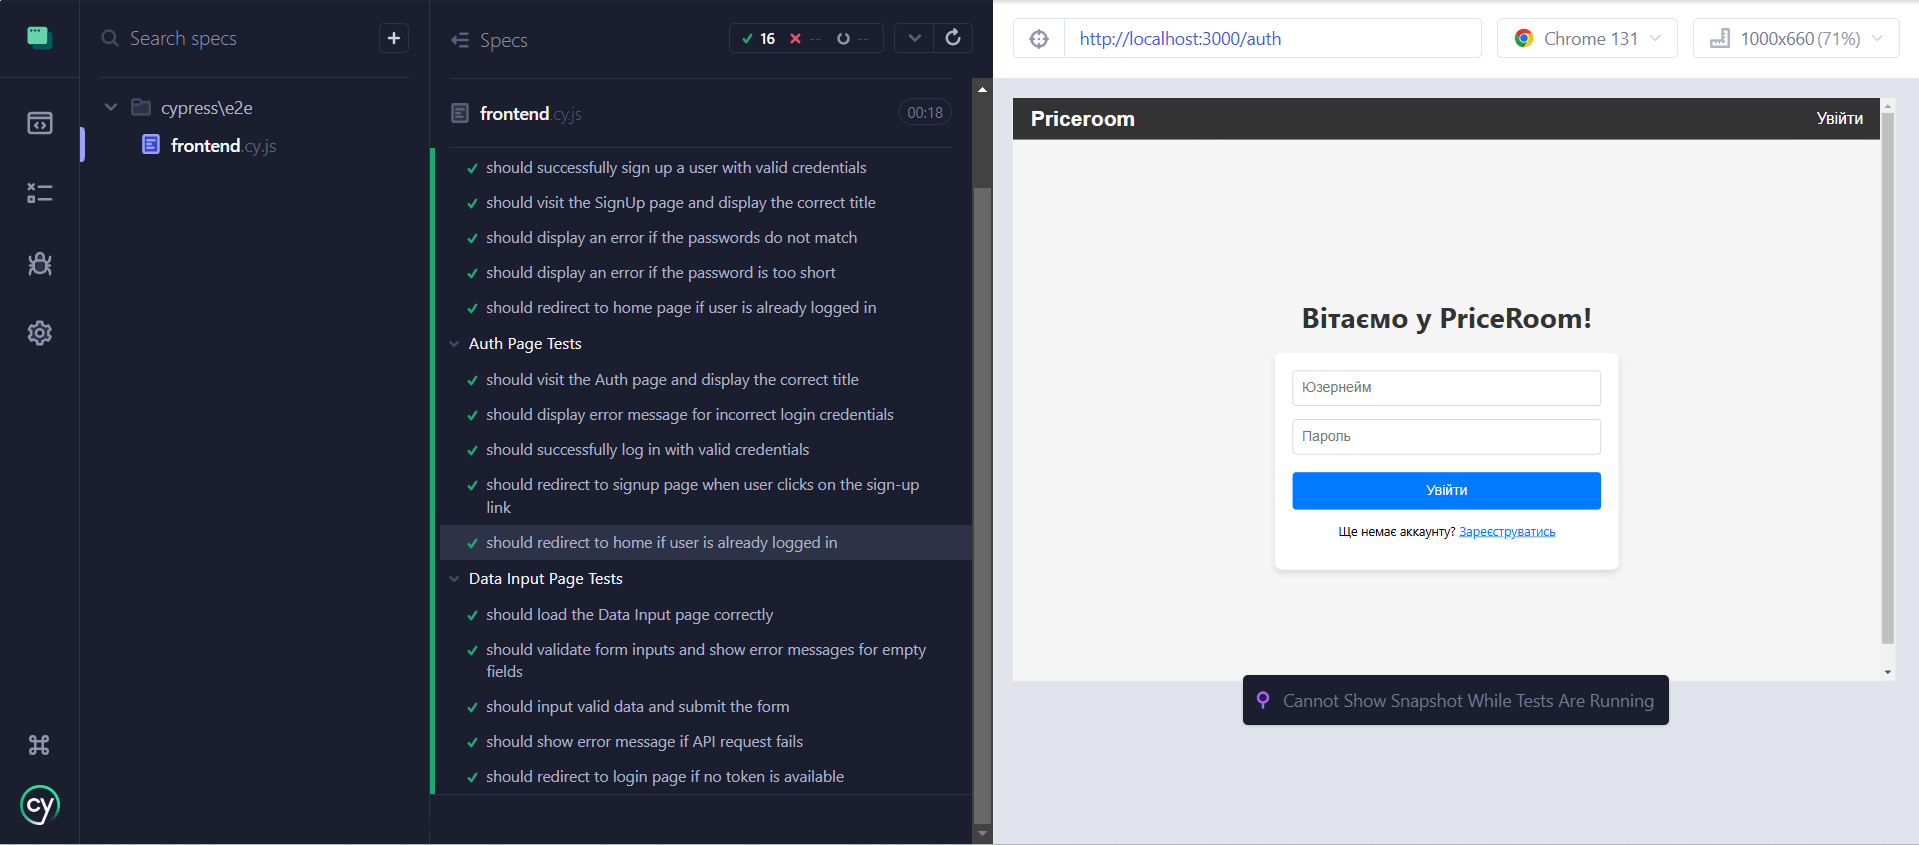 Search specs
+
cypress\e2e
frontend.cy.js
Specs
16 -- --
frontend.cy.js 00:18
should successfully sign up a user with valid credentials
should visit the SignUp page and display the correct title
should display an error if the passwords do not match
should display an error if the password is too short
should redirect to home page if user is already logged in
Auth Page Tests
should visit the Auth page and display the correct title
should display error message for incorrect login credentials
should successfully log in with valid credentials
should redirect to signup page when user clicks on the sign-up
link
should redirect to home if user is already logged in
Data Input Page Tests
should load the Data Input page correctly
should validate form inputs and show error messages for empty
fields
should input valid data and submit the form
should show error message if API request fails
should redirect to login page if no token is available
cy
http://localhost:3000/auth
Chrome 131
1000x660 (71%)
Priceroom Увійти
Вітаємо у PriceRoom!
Юзернейм
Пароль
Увійти
Ще немає аккаунту? Зареєструватись
Cannot Show Snapshot While Tests Are Running